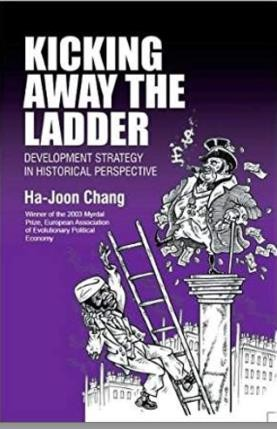 KICKING
AWAY THE
LADDER
DEVELOPMENT STRATEGY
IN HISTORICAL PERSPECTIVE
Ha-Joon Chang
Winner of the 2003 Myrdal
Prize, European Association
of Evolutionary Political
Economy